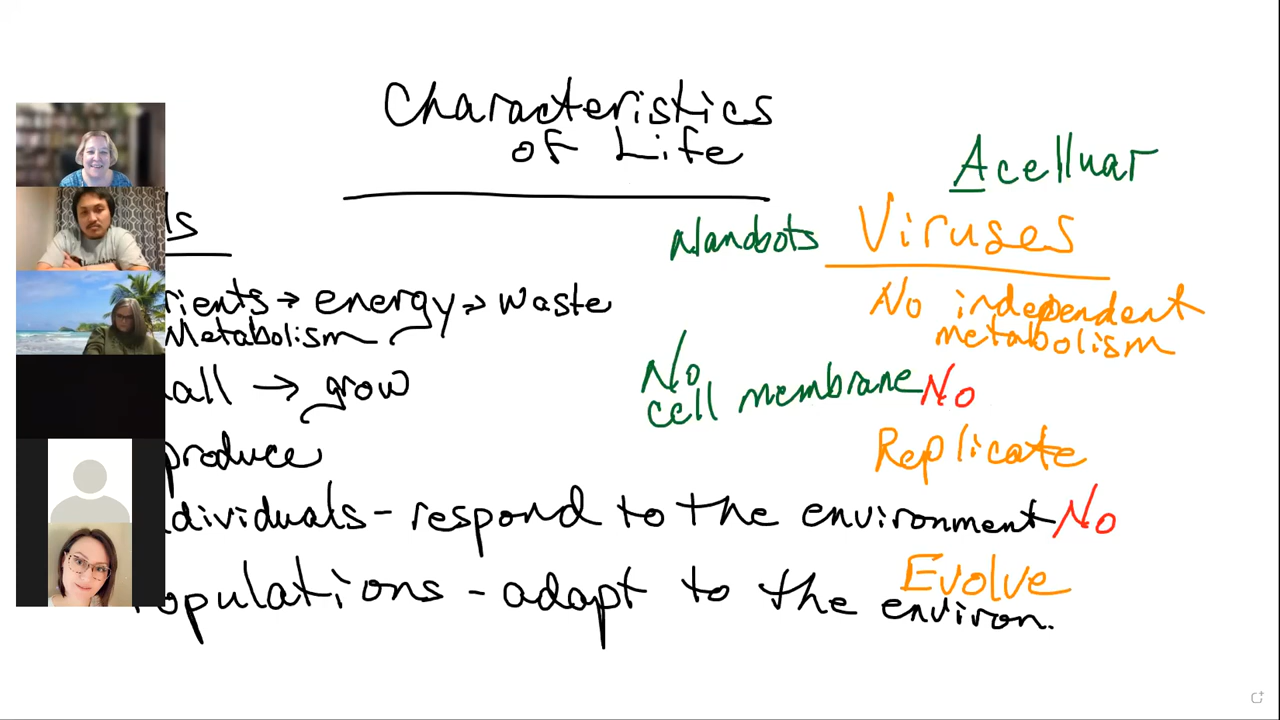 Characteristics
of Life
Acelluar
Nanobots Viruses
rients → energy → waste
Metabolism
No independent
metabolism
all → grow
No
cell membrane No
produce
Replicate
dividuals - respond to the environment No
Evolve
opulations - adapt to the environ.